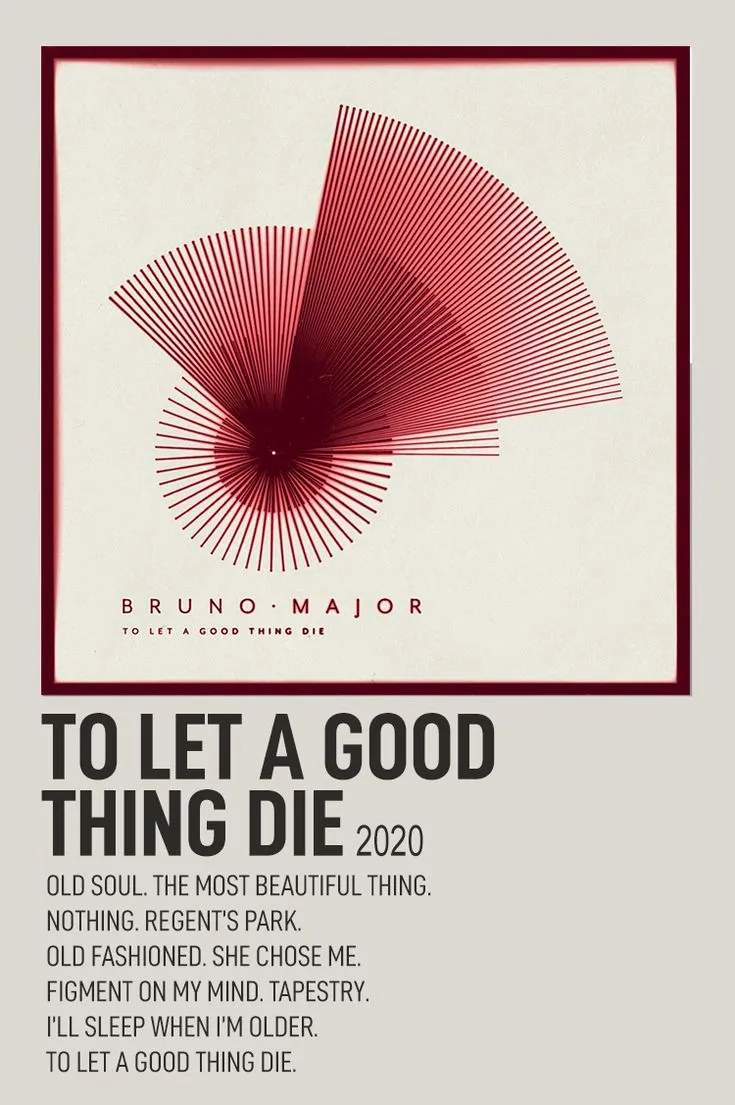 BRUNO·MAJOR
TO LET A GOOD THING DIE
TO LET A GOOD
THING DIE 2020
OLD SOUL. THE MOST BEAUTIFUL THING.
NOTHING. REGENT'S PARK.
OLD FASHIONED. SHE CHOSE ME.
FIGMENT ON MY MIND. TAPESTRY.
I'LL SLEEP WHEN I'M OLDER.
TO LET A GOOD THING DIE.